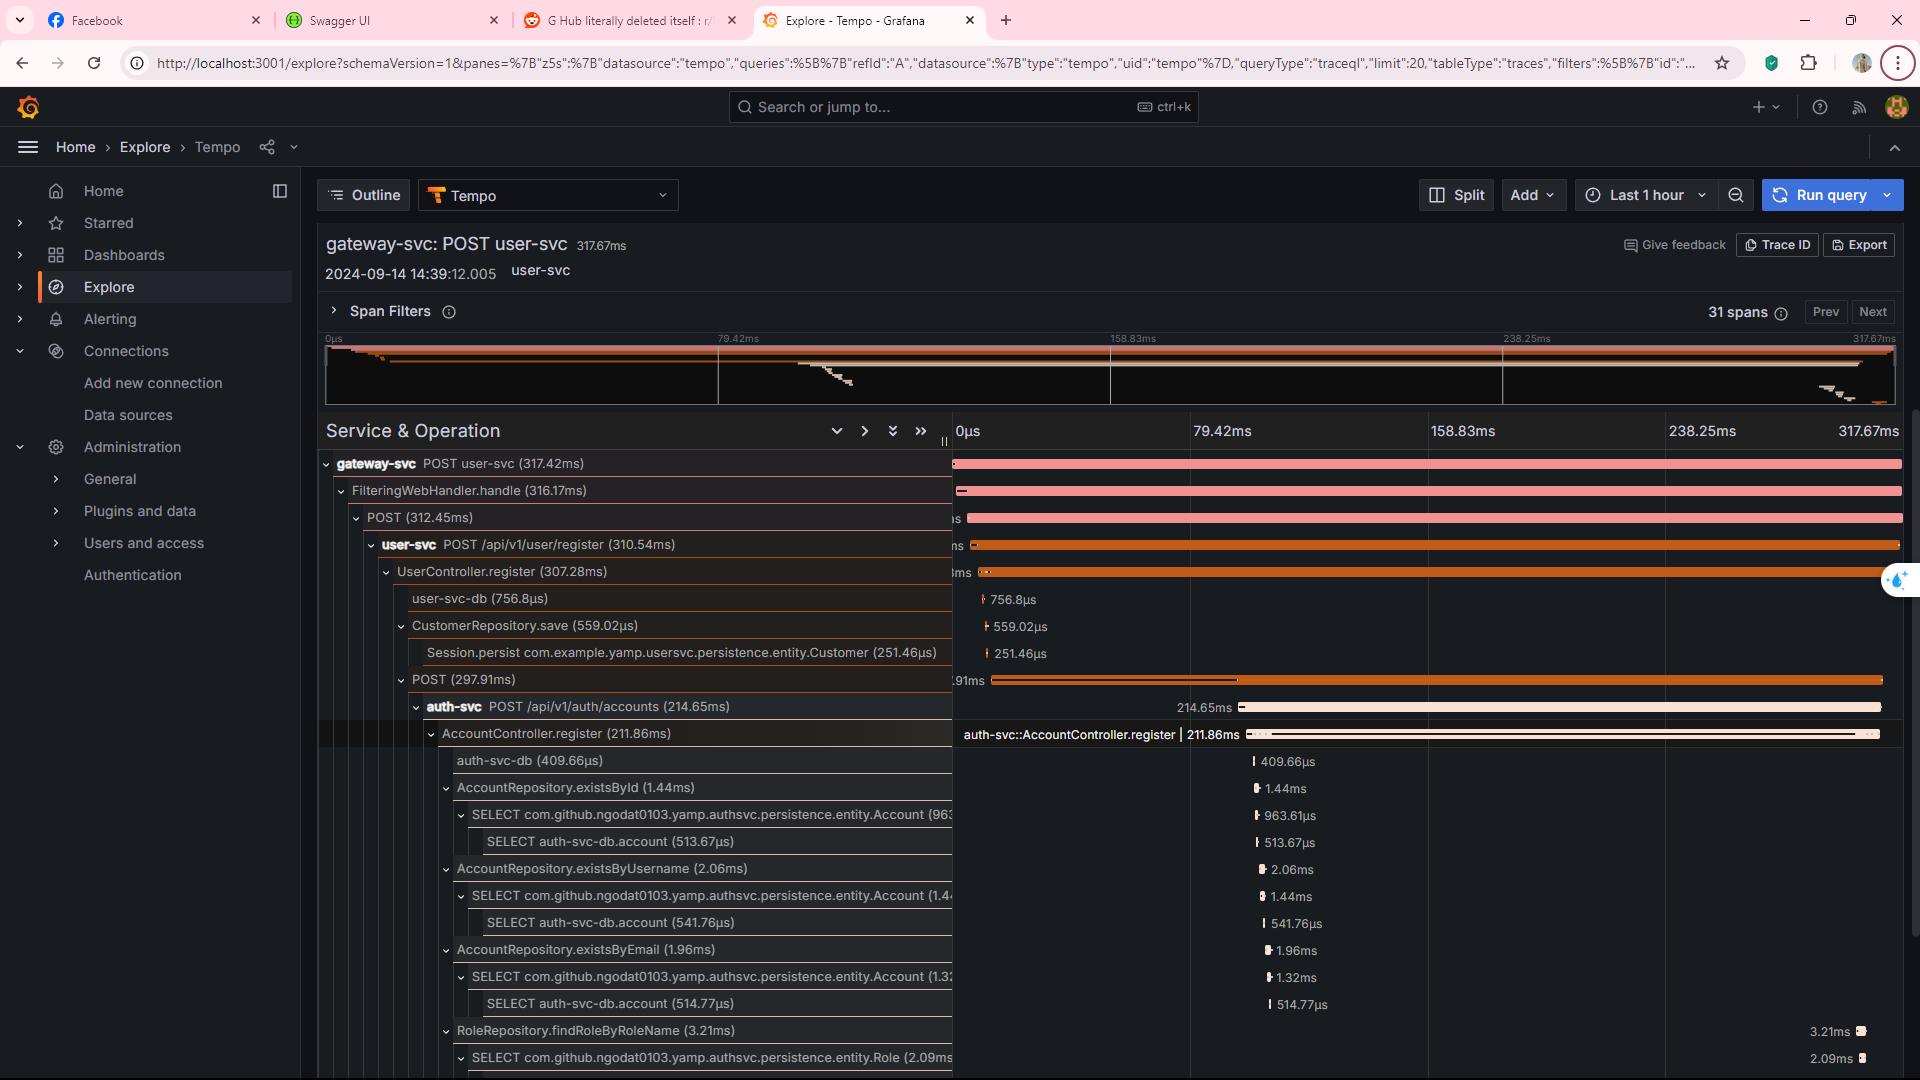 Facebook
Swagger UI
G Hub literally deleted itself : r/
Explore - Tempo - Grafana
http://localhost:3001/explore?schemaVersion=1&panes=%7B"z5s":%7B"datasource":"tempo","queries":%5B%7B"refId":"A","datasource":%7B"type":"tempo","uid":"tempo"%7D,"queryType":"traceql","limit":20,"tableType":"traces","filters":%5B%7B"id":"...
Search or jump to...
ctrl+k
Home › Explore › Tempo
Home
Starred
Dashboards
Explore
Alerting
Connections
Add new connection
Data sources
Administration
General
Plugins and data
Users and access
Authentication
Outline
Tempo
Split
Add
Last 1 hour
Run query
gateway-svc: POST user-svc 317.67ms
Give feedback
Trace ID
Export
2024-09-14 14:39:12.005 user-svc
Span Filters
31 spans
Prev
Next
0µs 79.42ms 158.83ms 238.25ms 317.67ms
Service & Operation
0µs 79.42ms 158.83ms 238.25ms 317.67ms
gateway-svc POST user-svc (317.42ms)
FilteringWebHandler.handle (316.17ms)
POST (312.45ms)
user-svc POST /api/v1/user/register (310.54ms)
UserController.register (307.28ms)
user-svc-db (756.8µs) 756.8µs
CustomerRepository.save (559.02µs) 559.02µs
Session.persist com.example.yamp.usersvc.persistence.entity.Customer (251.46µs) 251.46µs
POST (297.91ms) .91ms
auth-svc POST /api/v1/auth/accounts (214.65ms) 214.65ms
AccountController.register (211.86ms) auth-svc::AccountController.register | 211.86ms
auth-svc-db (409.66µs) 409.66µs
AccountRepository.existsById (1.44ms) 1.44ms
SELECT com.github.ngodat0103.yamp.authsvc.persistence.entity.Account (963 963.61µs
SELECT auth-svc-db.account (513.67µs) 513.67µs
AccountRepository.existsByUsername (2.06ms) 2.06ms
SELECT com.github.ngodat0103.yamp.authsvc.persistence.entity.Account (1.4 1.44ms
SELECT auth-svc-db.account (541.76µs) 541.76µs
AccountRepository.existsByEmail (1.96ms) 1.96ms
SELECT com.github.ngodat0103.yamp.authsvc.persistence.entity.Account (1.32 1.32ms
SELECT auth-svc-db.account (514.77µs) 514.77µs
RoleRepository.findRoleByRoleName (3.21ms) 3.21ms
SELECT com.github.ngodat0103.yamp.authsvc.persistence.entity.Role (2.09ms 2.09ms